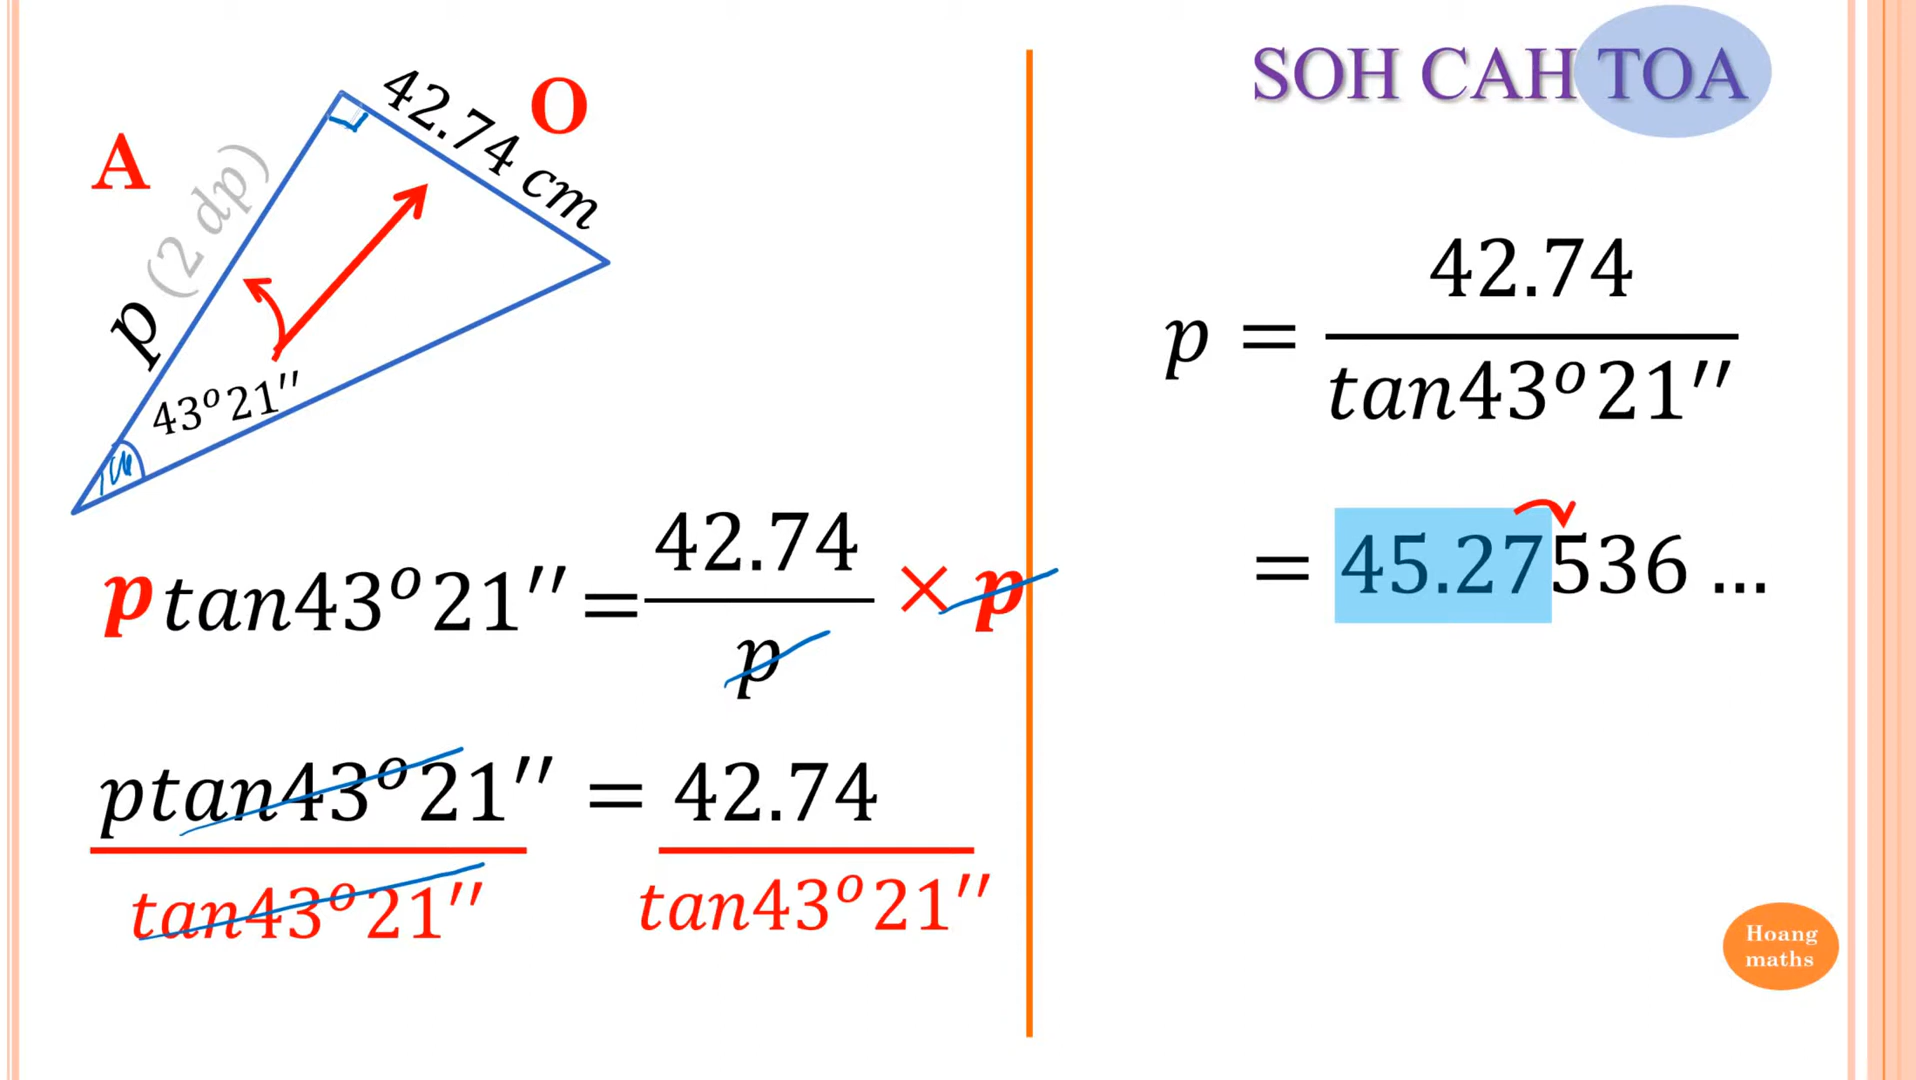 SOH CAH TOA
A
O
42.74 cm
p (2 dp)
43° 21′′
p tan43° 21′′ = 42.74 / p × p
ptan43° 21′′ = 42.74
tan43° 21′′ tan43° 21′′
p = 42.74 / tan43° 21′′
= 45.27536 ...
Hoang
maths